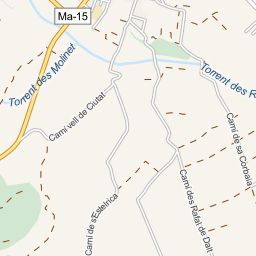 Ma-15
Torrent des Molinet
Torrent des R
Camí vell de Ciutat
Camí de sa Corbaia
Camí des Rafal de Dalt
Camí de s'Estelrica